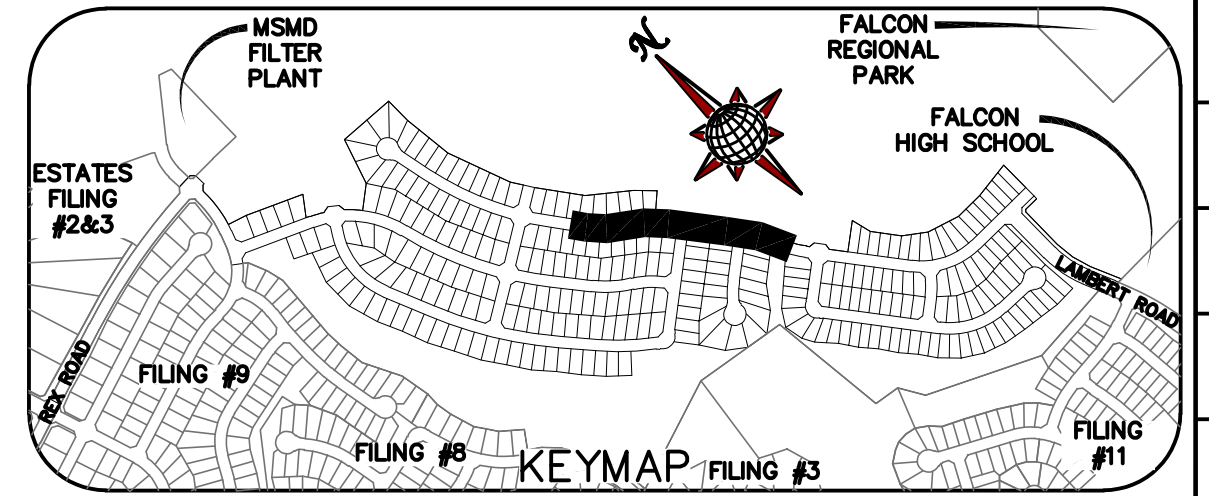 MSMD
FILTER
PLANT
N
FALCON
REGIONAL
PARK
FALCON
HIGH SCHOOL
ESTATES
FILING
#2&3
LAMBERT ROAD
REX ROAD
FILING #9
FILING #8
KEYMAP
FILING #3
FILING
#11